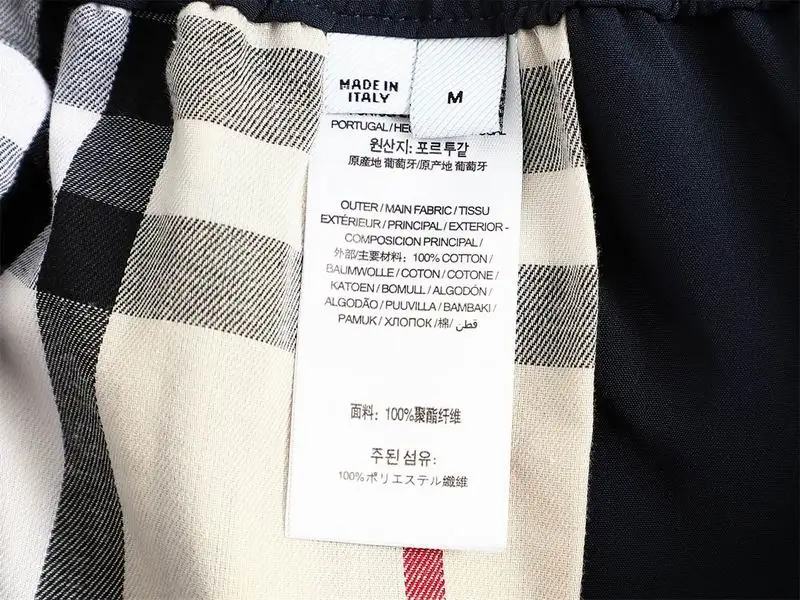 MADE IN
ITALY
M
PORTUGAL/
원산지: 포르투갈
原產地 葡萄牙/原产地 葡萄牙
OUTER / MAIN FABRIC / TISSU
EXTÉRIEUR / PRINCIPAL / EXTERIOR -
COMPOSICION PRINCIPAL /
外部/主要材料: 100% COTTON /
BAUMWOLLE / COTON / COTONE /
KATOEN / BOMULL / ALGODÓN /
ALGODÃO / PUUVILLA / BAMBAKI /
PAMUK / ХЛОПОК /棉/ قطن
面料: 100%聚酯纤维
주된 섬유:
100%ポリエステル繊維